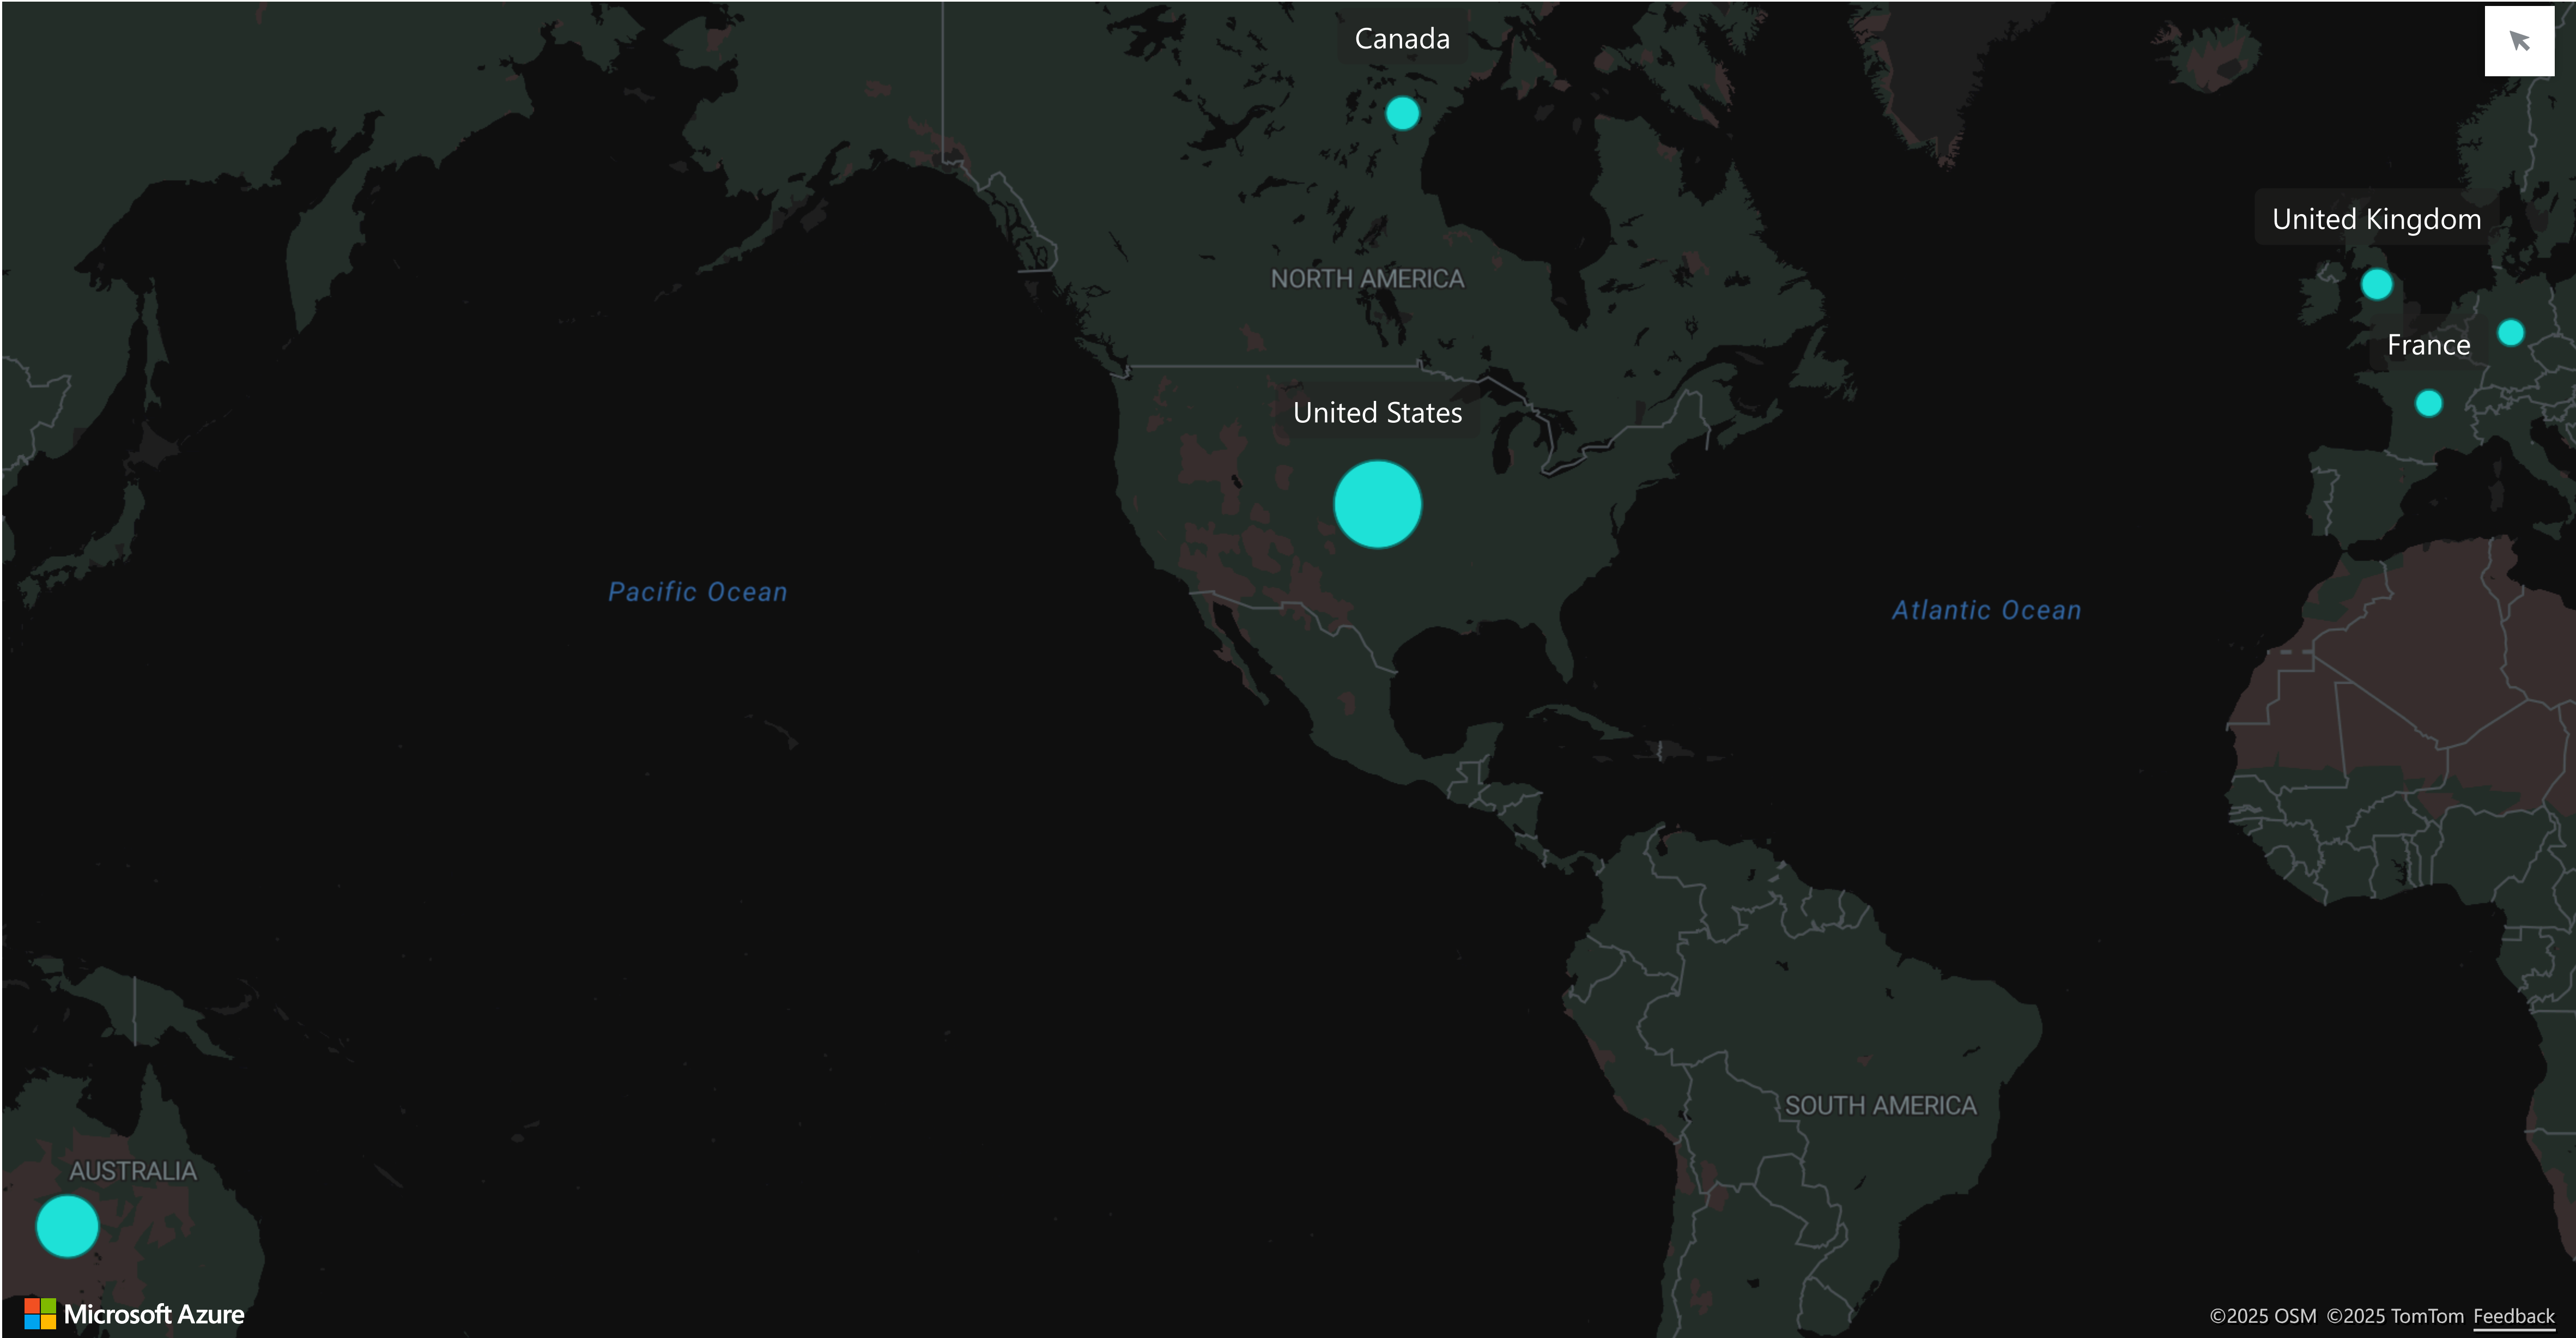 Canada
United Kingdom
NORTH AMERICA
France
United States
Pacific Ocean
Atlantic Ocean
SOUTH AMERICA
AUSTRALIA
Microsoft Azure
©2025 OSM ©2025 TomTom Feedback